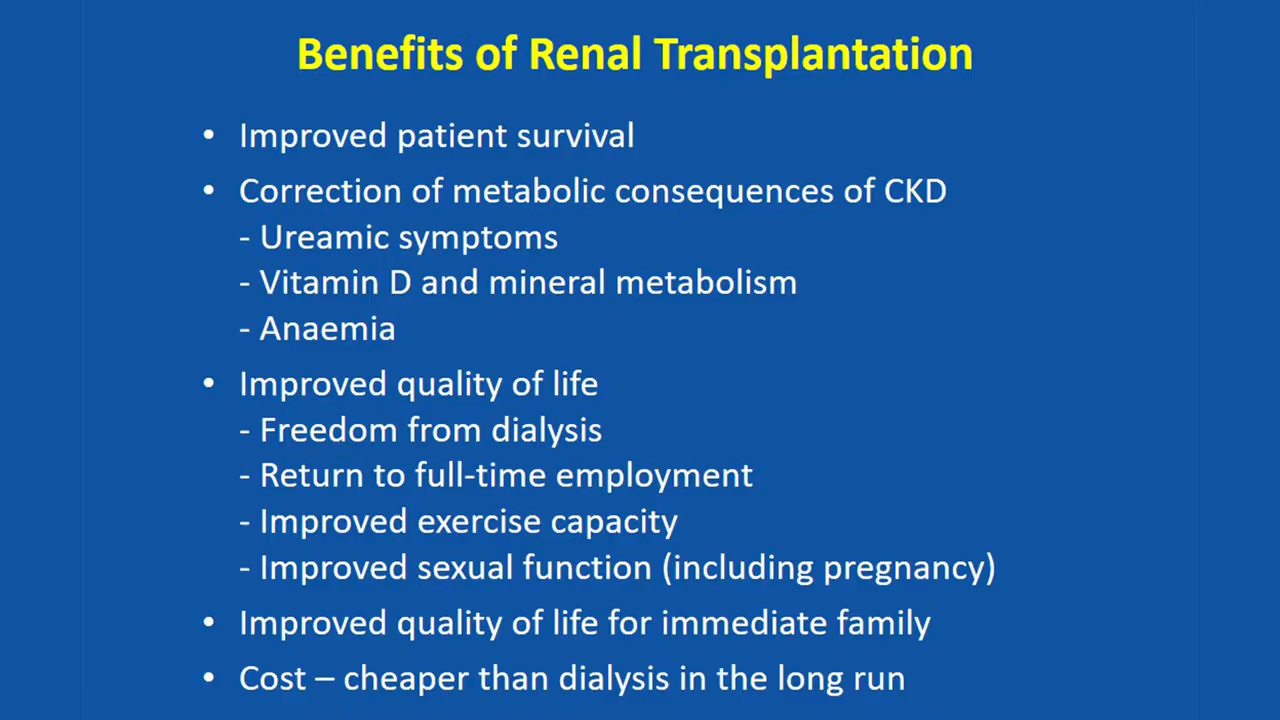 Benefits of Renal Transplantation
• Improved patient survival
• Correction of metabolic consequences of CKD
- Ureamic symptoms
- Vitamin D and mineral metabolism
- Anaemia
• Improved quality of life
- Freedom from dialysis
- Return to full-time employment
- Improved exercise capacity
- Improved sexual function (including pregnancy)
• Improved quality of life for immediate family
• Cost – cheaper than dialysis in the long run